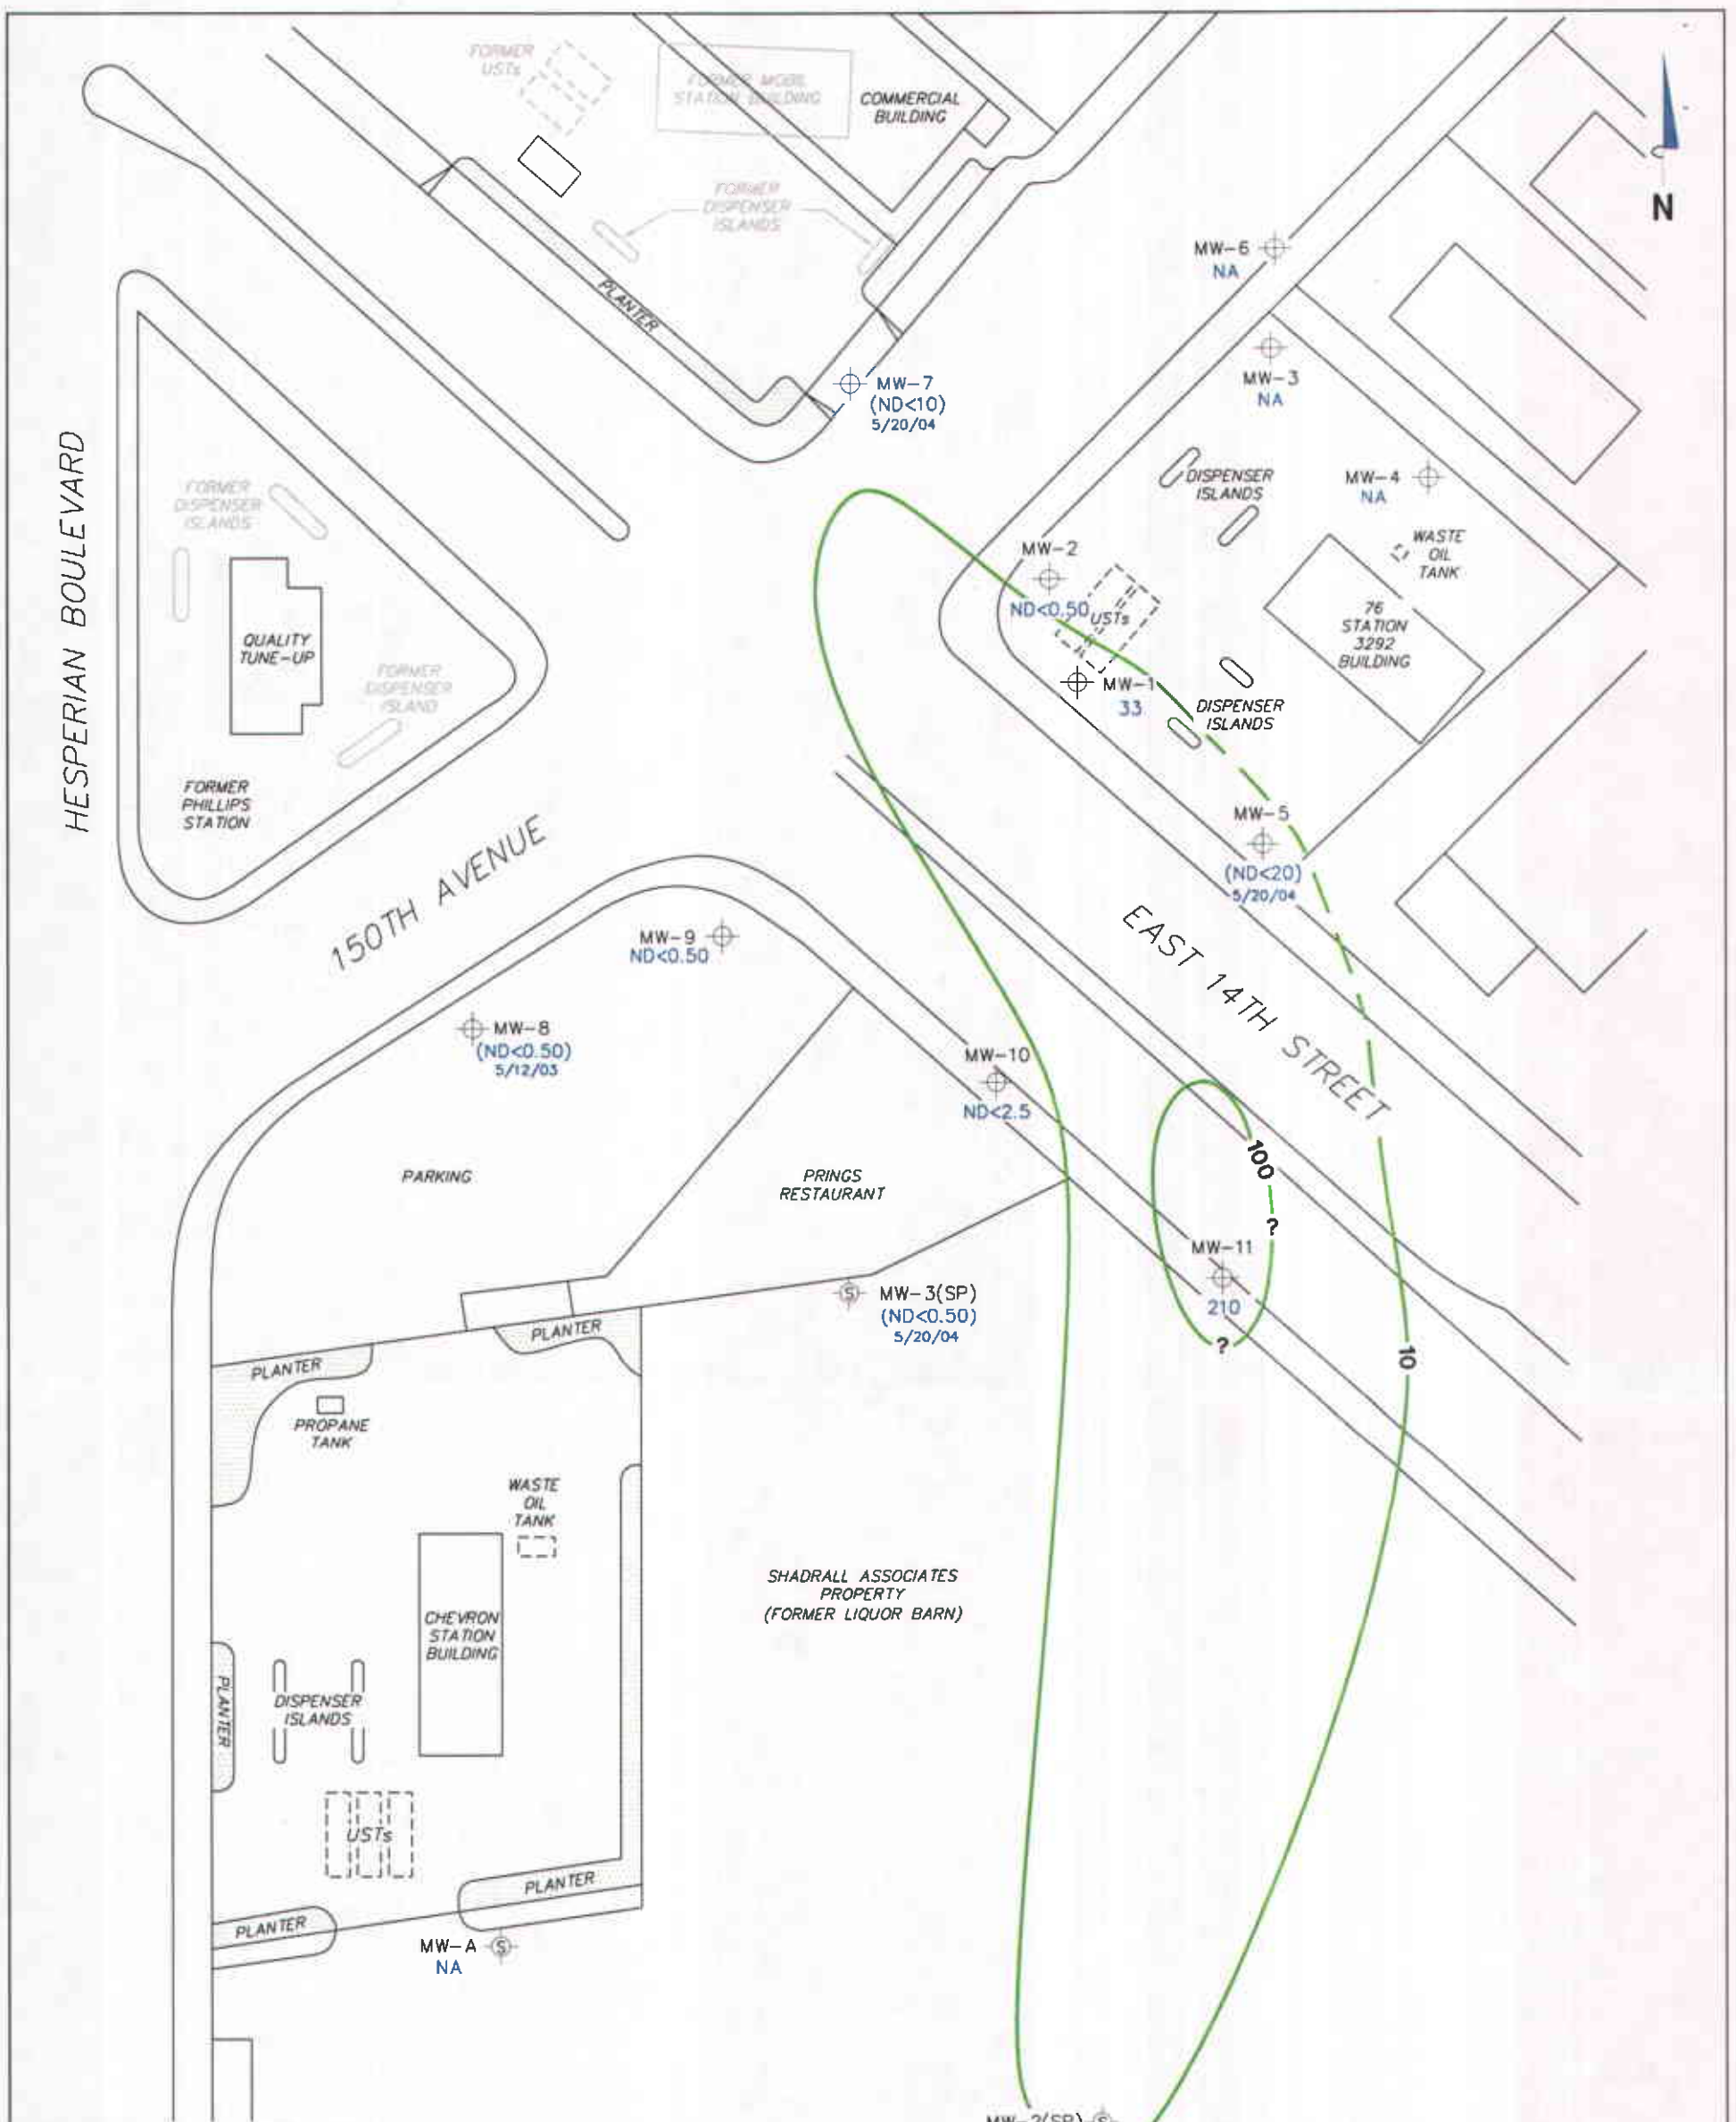 FORMER
USTs
FORMER MOBIL
STATION BUILDING
COMMERCIAL
BUILDING
FORMER
DISPENSER
ISLANDS
PLANTER
N
MW-6
NA
MW-3
NA
MW-7
(ND<10)
5/20/04
HESPERIAN BOULEVARD
FORMER
DISPENSER
ISLANDS
DISPENSER
ISLANDS
MW-4
NA
WASTE
OIL
TANK
MW-2
ND<0.50
USTs
76
STATION
3292
BUILDING
QUALITY
TUNE-UP
FORMER
DISPENSER
ISLAND
MW-1
33
DISPENSER
ISLANDS
FORMER
PHILLIPS
STATION
MW-5
(ND<20)
5/20/04
150TH AVENUE
EAST 14TH STREET
MW-9
ND<0.50
MW-8
(ND<0.50)
5/12/03
MW-10
ND<2.5
PARKING
PRINGS
RESTAURANT
100
?
MW-11
210
?
10
MW-3(SP)
(ND<0.50)
5/20/04
PLANTER
PLANTER
PROPANE
TANK
WASTE
OIL
TANK
SHADRALL ASSOCIATES
PROPERTY
(FORMER LIQUOR BARN)
CHEVRON
STATION
BUILDING
PLANTER
DISPENSER
ISLANDS
USTs
PLANTER
PLANTER
MW-A
NA
MW-2(SP)
S
S
S